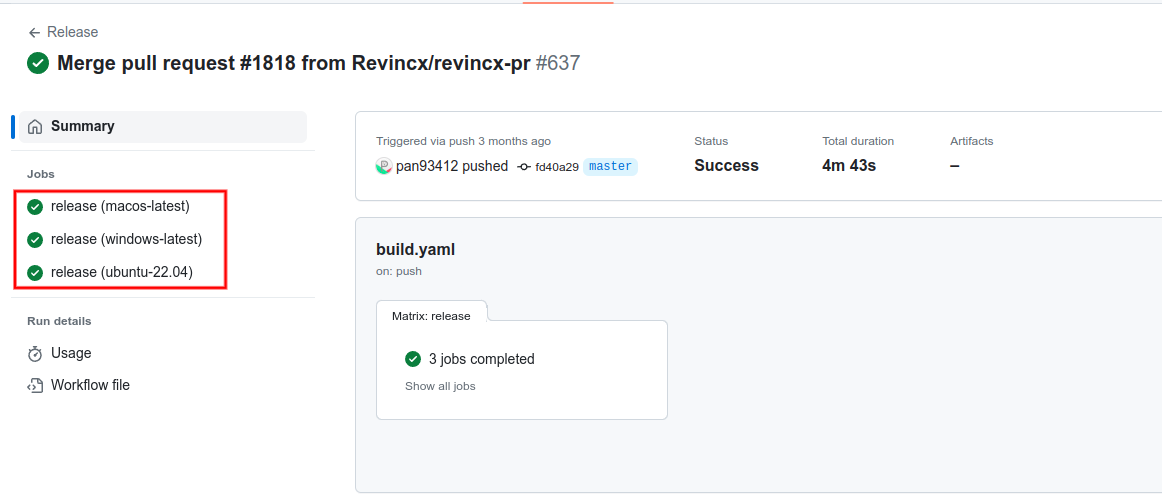 Release
Merge pull request #1818 from Revincx/revincx-pr #637
Summary
Jobs
release (macos-latest)
release (windows-latest)
release (ubuntu-22.04)
Run details
Usage
Workflow file
Triggered via push 3 months ago
pan93412 pushed fd40a29 master
Status
Success
Total duration
4m 43s
Artifacts
–
build.yaml
on: push
Matrix: release
3 jobs completed
Show all jobs